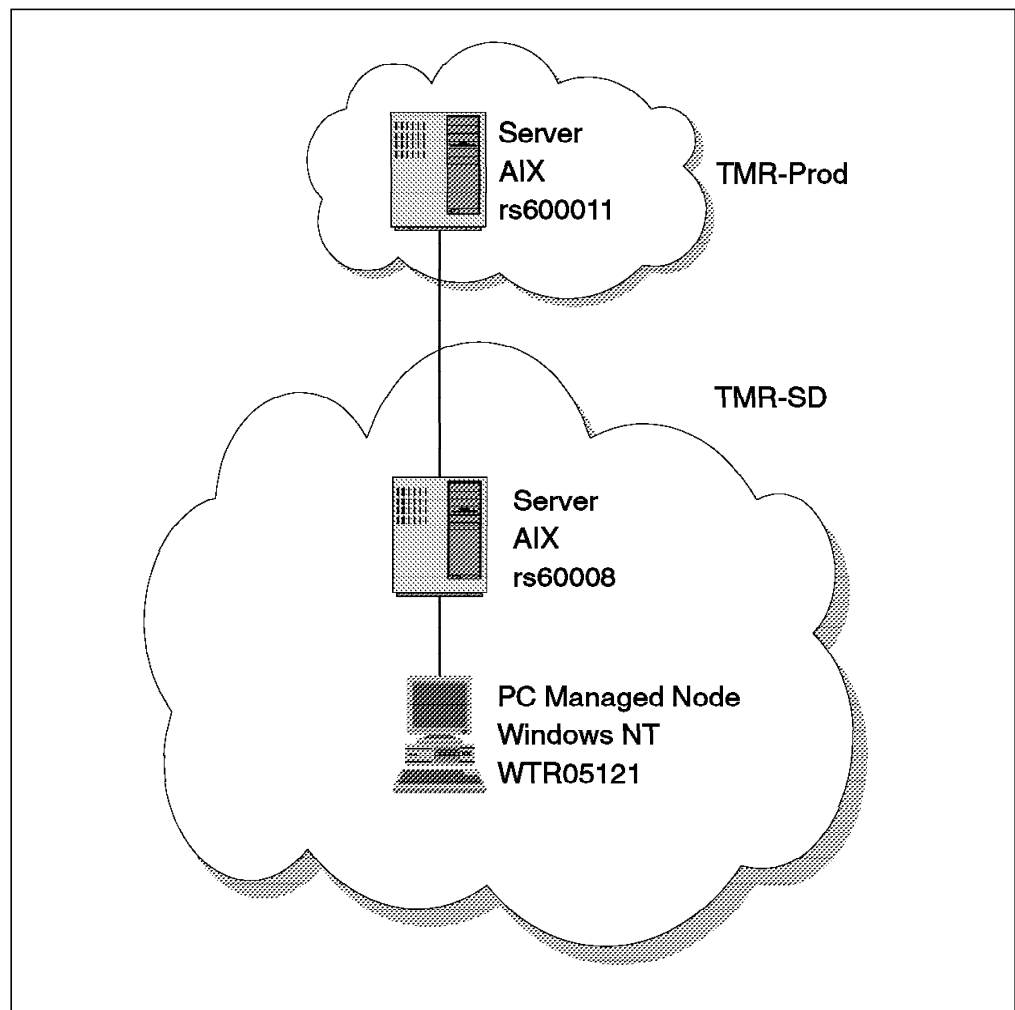 Server
AIX
rs600011
TMR-Prod
TMR-SD
Server
AIX
rs60008
PC Managed Node
Windows NT
WTR05121